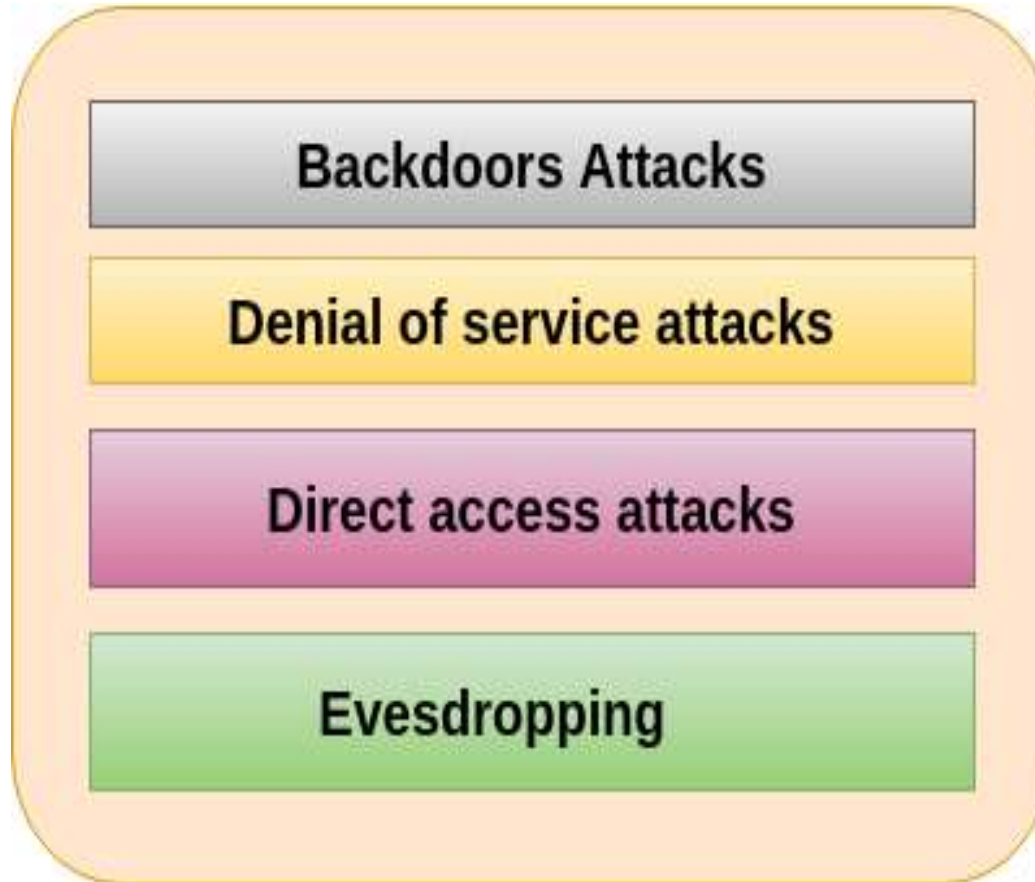 Backdoors Attacks
Denial of service attacks
Direct access attacks
Evesdropping